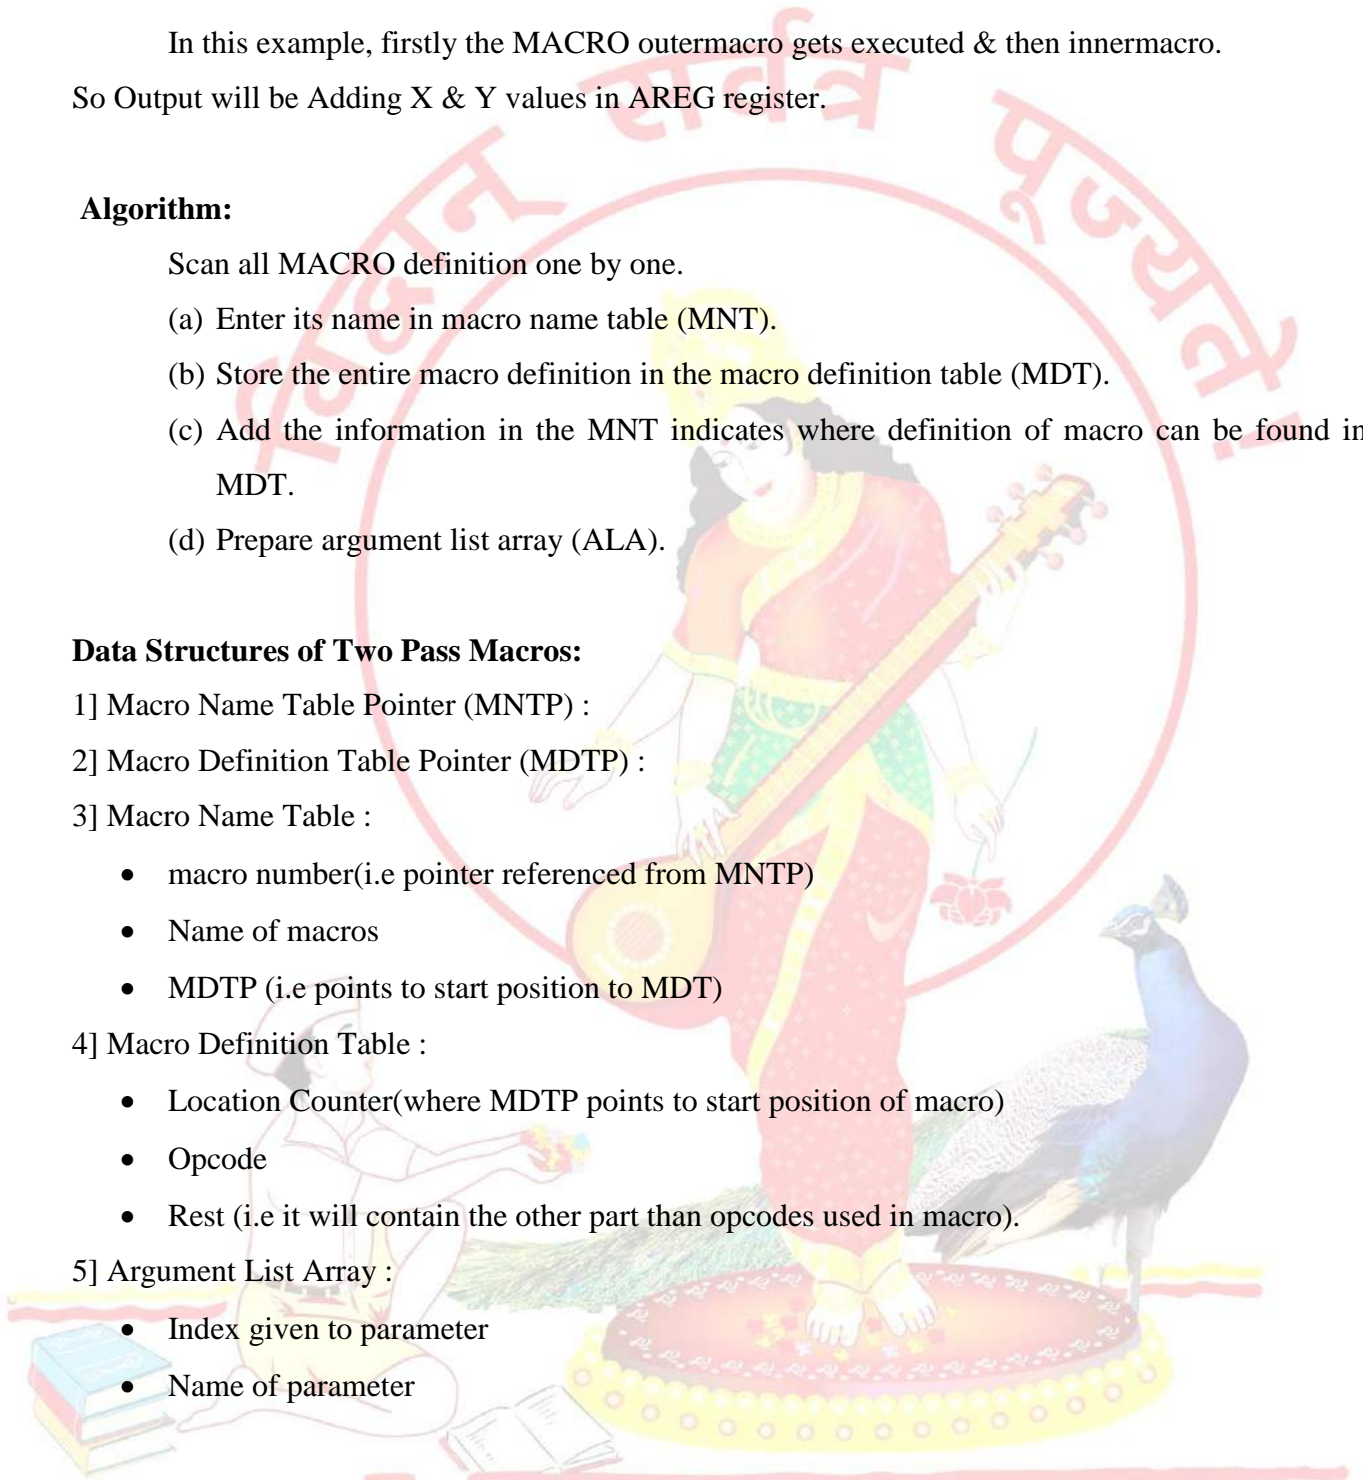 In this example, firstly the MACRO outermacro gets executed & then innermacro.
So Output will be Adding X & Y values in AREG register.
विद्वान सर्वत्र पूज्यते!
Algorithm:
Scan all MACRO definition one by one.
(a) Enter its name in macro name table (MNT).
(b) Store the entire macro definition in the macro definition table (MDT).
(c) Add the information in the MNT indicates where definition of macro can be found in
MDT.
(d) Prepare argument list array (ALA).
Data Structures of Two Pass Macros:
1] Macro Name Table Pointer (MNTP) :
2] Macro Definition Table Pointer (MDTP) :
3] Macro Name Table :
• macro number(i.e pointer referenced from MNTP)
• Name of macros
• MDTP (i.e points to start position to MDT)
4] Macro Definition Table :
• Location Counter(where MDTP points to start position of macro)
• Opcode
• Rest (i.e it will contain the other part than opcodes used in macro).
5] Argument List Array :
• Index given to parameter
• Name of parameter